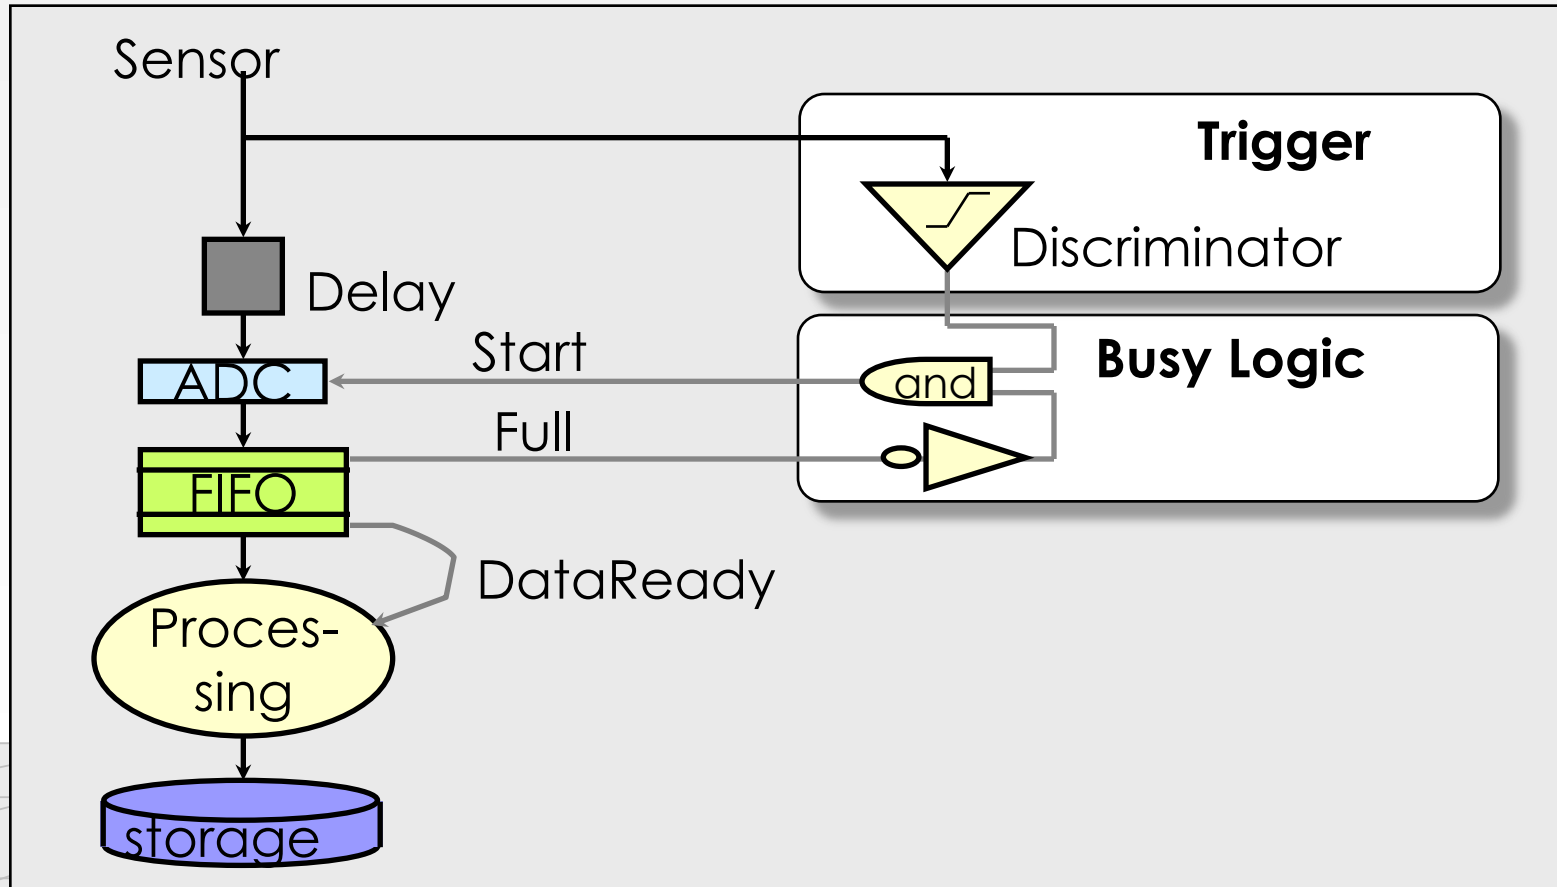 Sensor
Trigger
Discriminator
Delay
Start
Busy Logic
ADC
and
Full
FIFO
DataReady
Proces-
sing
storage